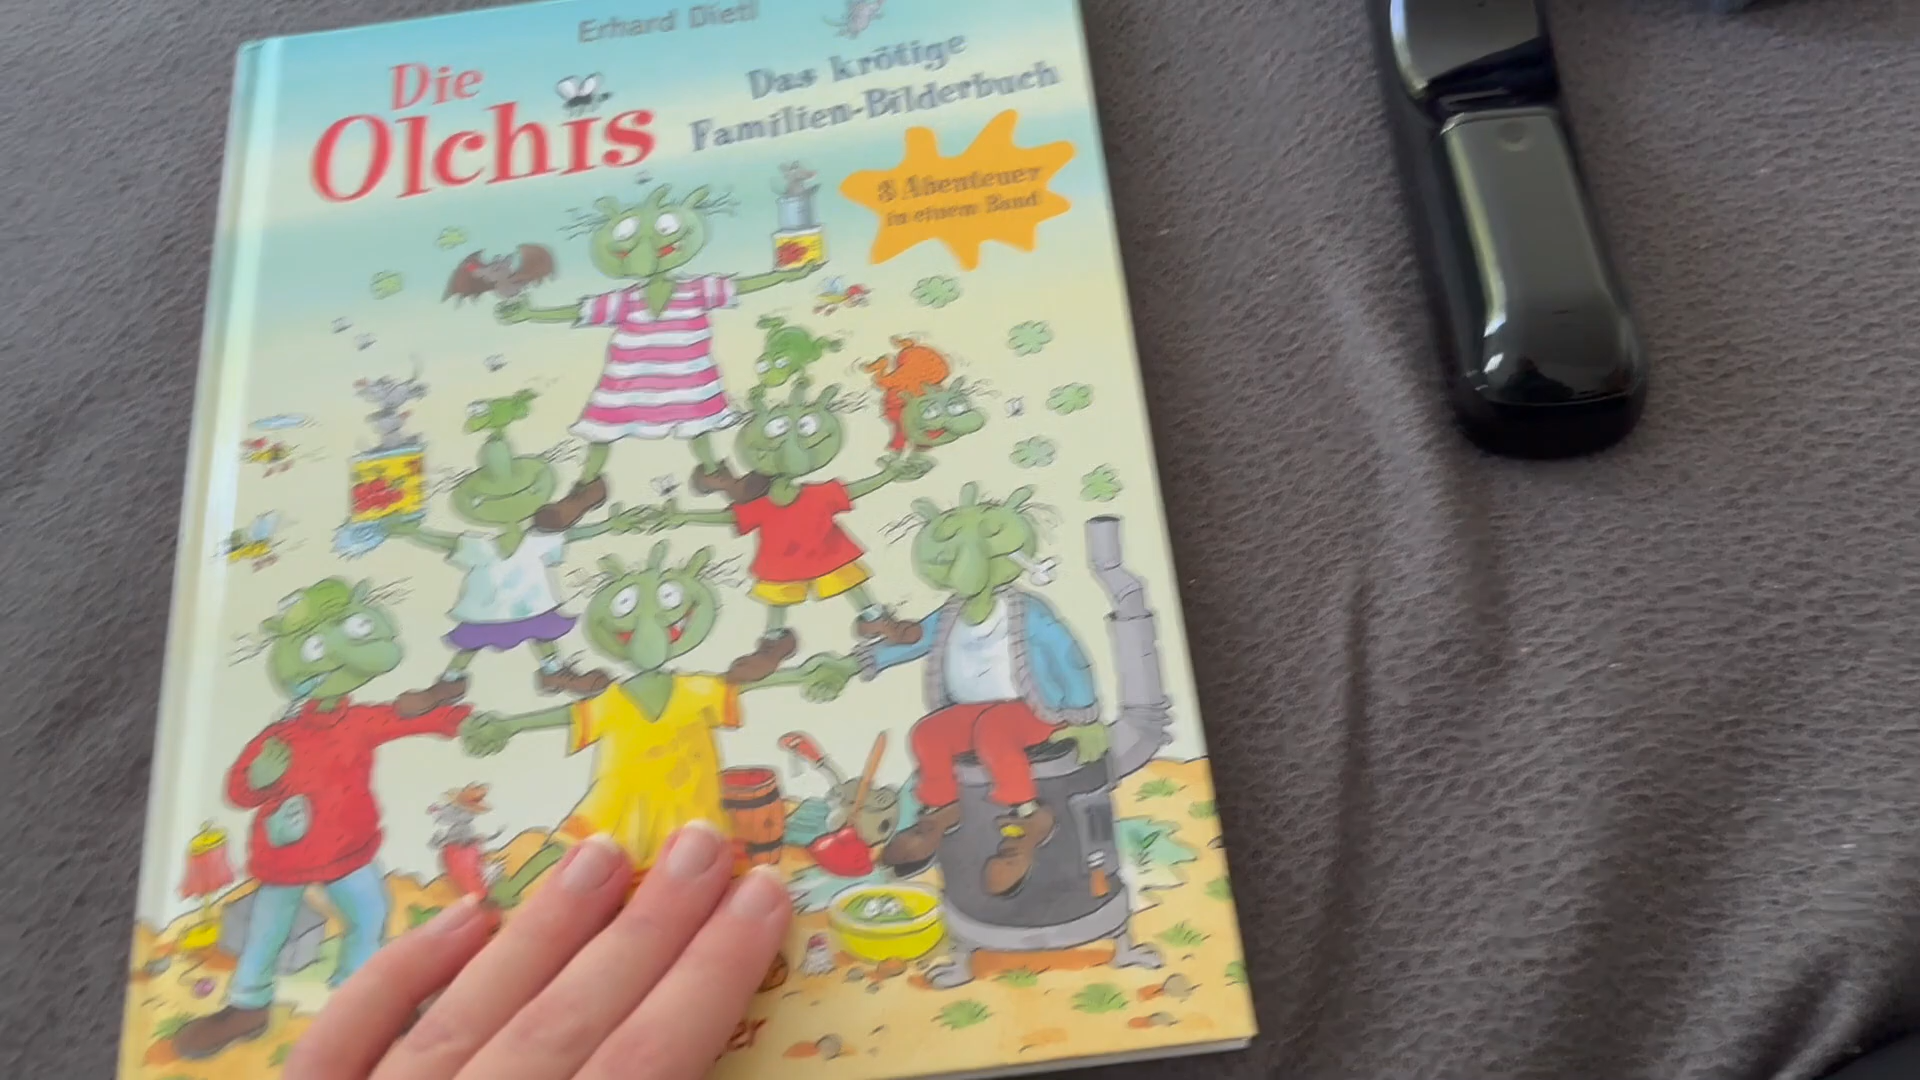 Erhard Dietl
Die
Olchis
Das krötige
Familien-Bilderbuch
3 Abenteuer
in einem Band